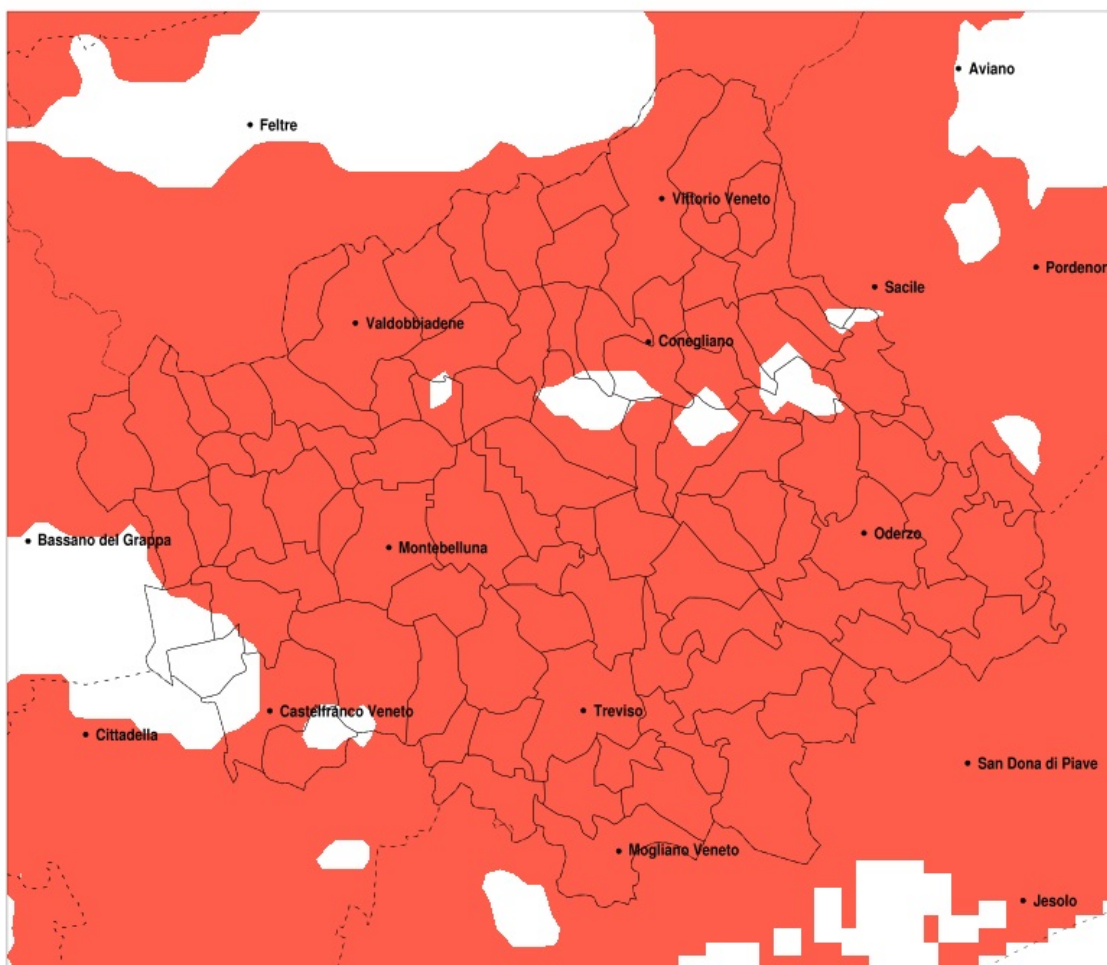 Aviano
Feltre
Vittorio Veneto
Pordenor
Sacile
Valdobbiadene
Conegliano
Oderzo
Bassano del Grappa
Montebelluna
Castelfranco Veneto
Treviso
Cittadella
San Dona di Piave
Mogliano Veneto
Jesolo